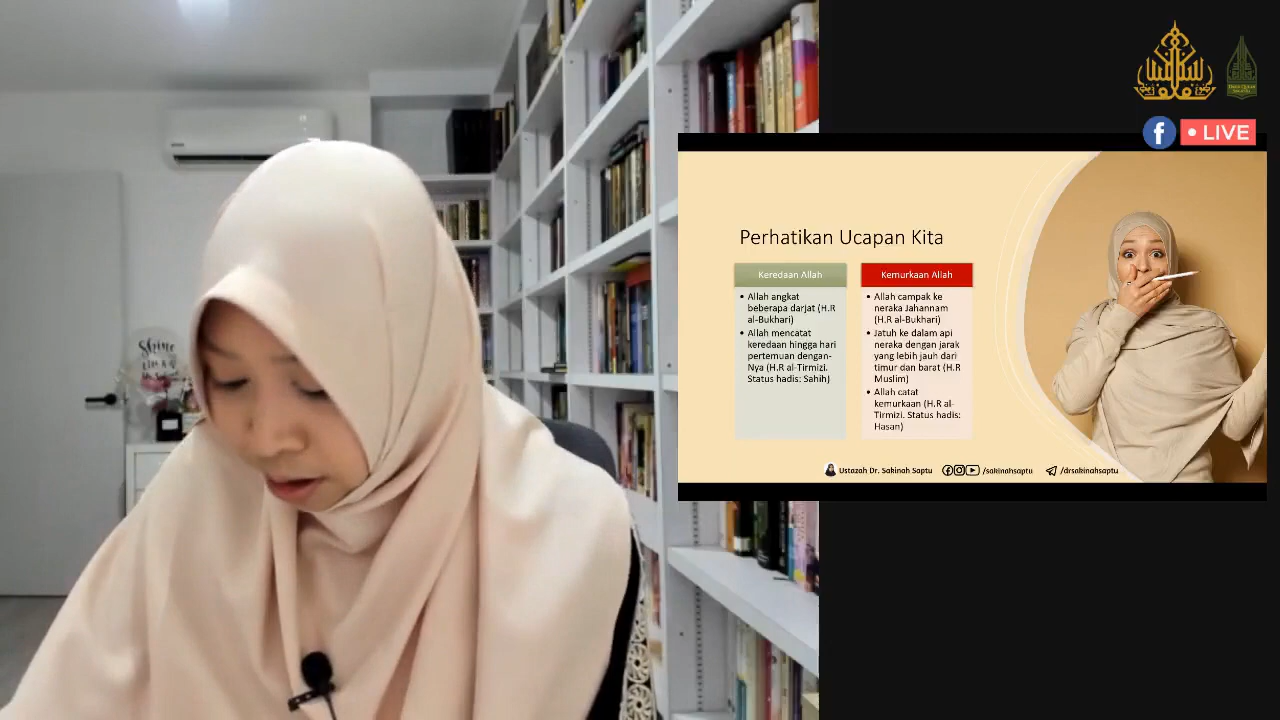 LIVE
Perhatikan Ucapan Kita
Keredaan Allah
• Allah angkat
beberapa darjat (H.R
al-Bukhari)
• Allah mencatat
keredaan hingga hari
pertemuan dengan-
Nya (H.R al-Tirmizi.
Status hadis: Sahih)
Kemurkaan Allah
• Allah campak ke
neraka Jahannam
(H.R al-Bukhari)
• Jatuh ke dalam api
neraka dengan jarak
yang lebih jauh dari
timur dan barat (H.R
Muslim)
• Allah catat
kemurkaan (H.R al-
Tirmizi. Status hadis:
Hasan)
Ustazah Dr. Sakinah Saptu
/sakinahsaptu
/drsakinahsaptu
Shine